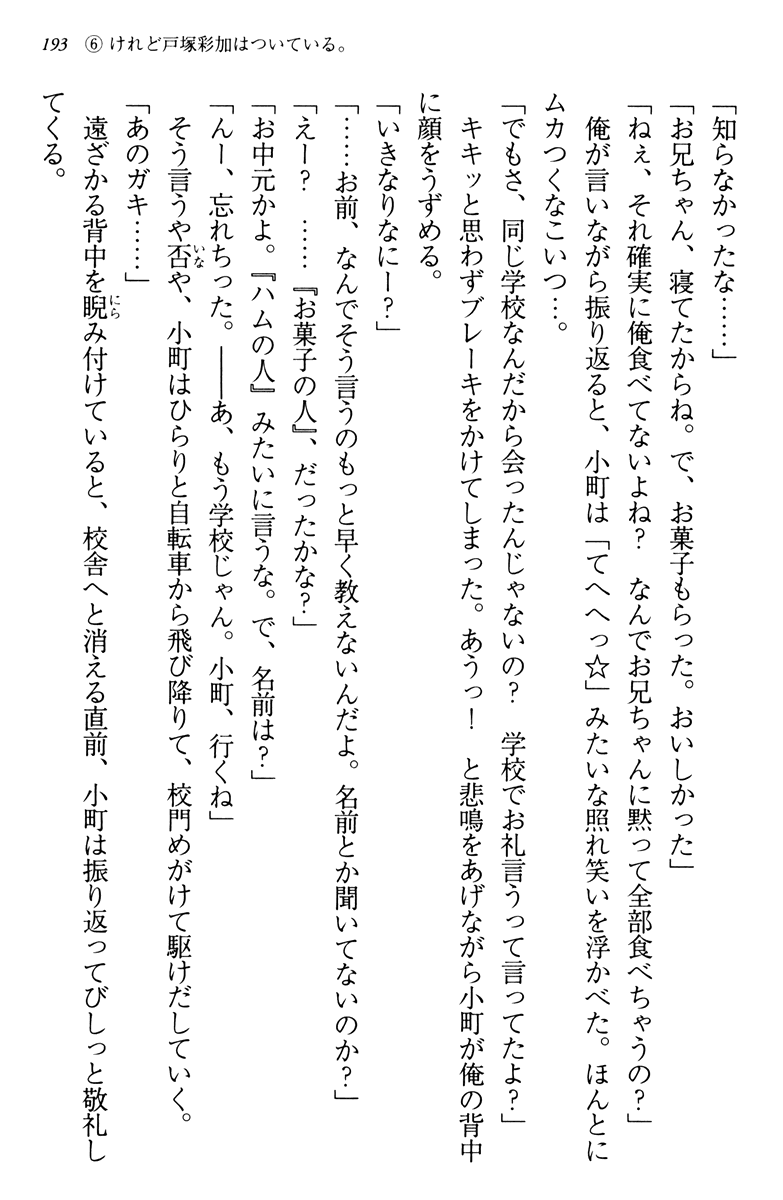 193 ⑥けれど戸塚彩加はついている。
「知らなかったな……」
「お兄ちゃん、寝てたからね。で、お菓子もらった。おいしかった」
「ねぇ、それ確実に俺食べてないよね？　なんでお兄ちゃんに黙って全部食べちゃうの？」
　俺が言いながら振り返ると、小町は「てへへっ☆」みたいな照れ笑いを浮かべた。ほんとに
ムカつくなこいつ…。
「でもさ、同じ学校なんだから会ったんじゃないの？　学校でお礼言うって言ってたよ？」
　キキッと思わずブレーキをかけてしまった。あうっ！　と悲鳴をあげながら小町が俺の背中
に顔をうずめる。
「いきなりなにー？」
「……お前、なんでそう言うのもっと早く教えないんだよ。名前とか聞いてないのか？」
「えー？　……『お菓子の人』、だったかな？」
「お中元かよ。『ハムの人』みたいに言うな。で、名前は？」
「んー、忘れちった。――あ、もう学校じゃん。小町、行くね」
　そう言うや否いなや、小町はひらりと自転車から飛び降りて、校門めがけて駆けだしていく。
「あのガキ……」
　遠ざかる背中を睨にらみ付けていると、校舎へと消える直前、小町は振り返ってびしっと敬礼し
てくる。